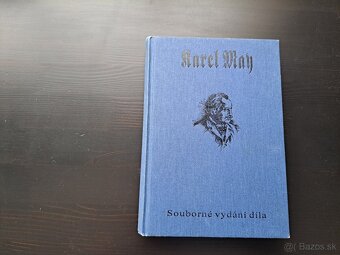 Karel May
Souborné vydání díla
Bazos.sk